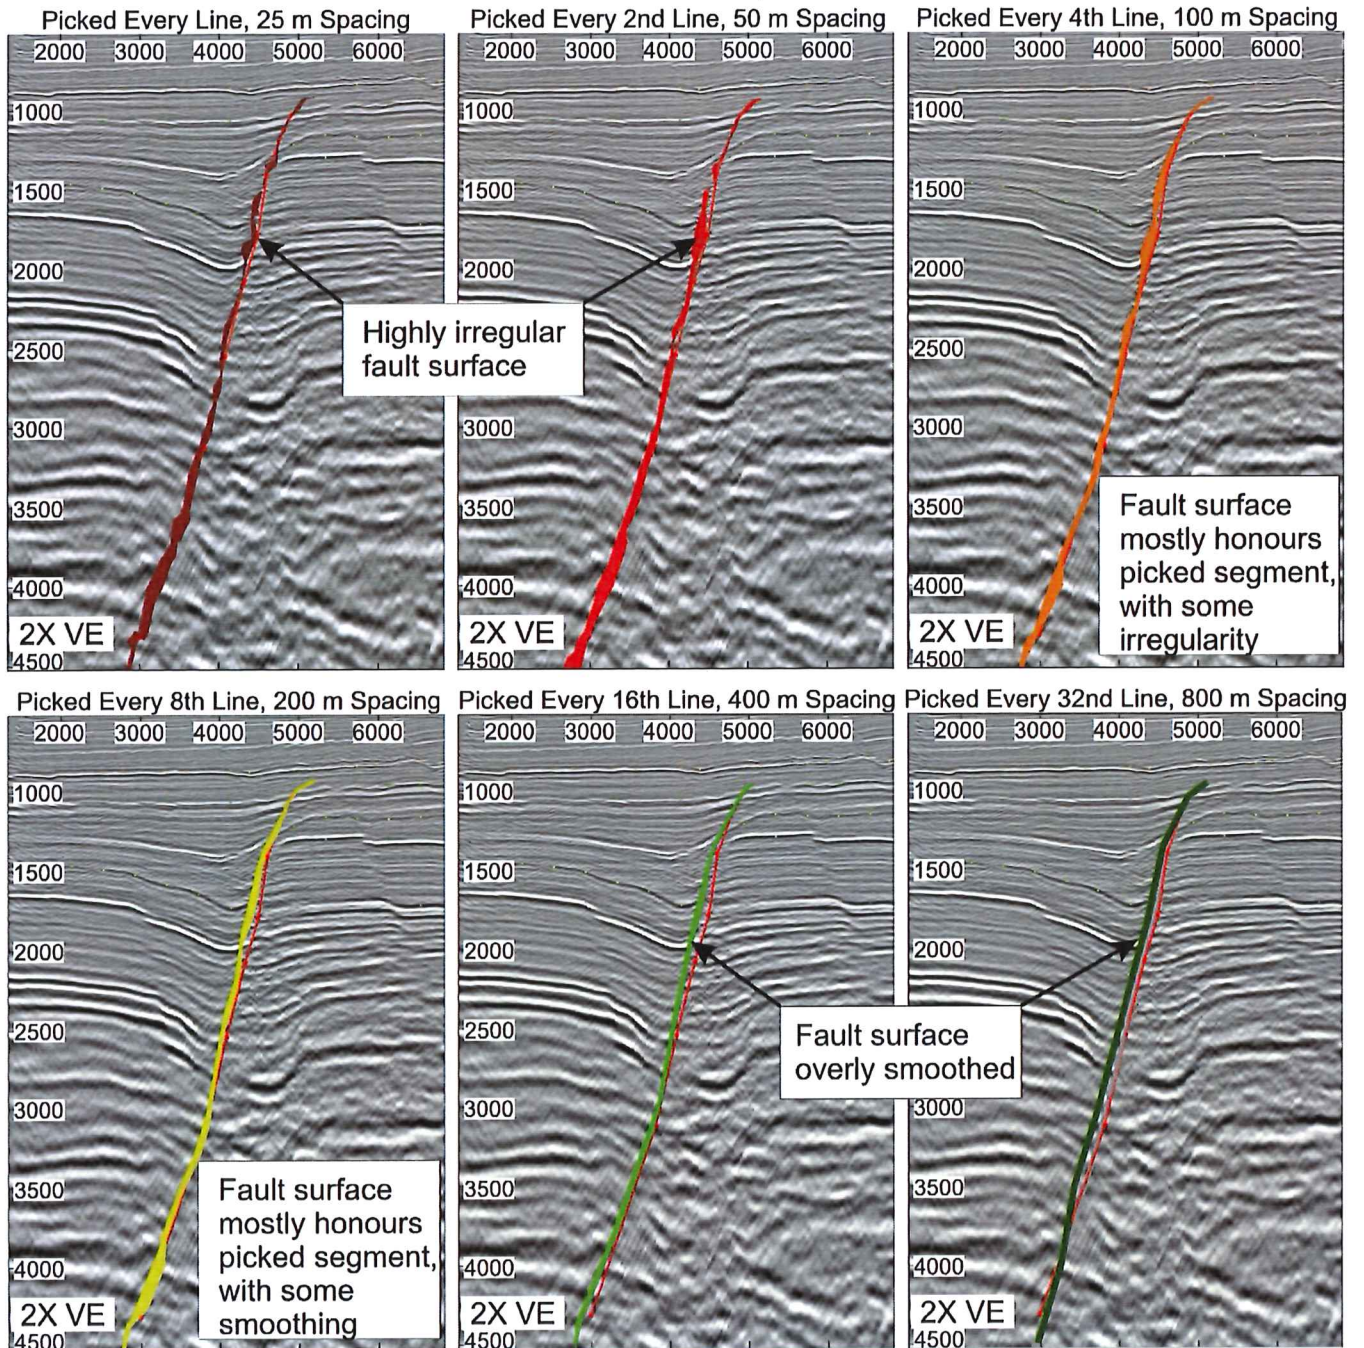 Picked Every Line, 25 m Spacing
2000 3000 4000 5000 6000
1000
1500
2000
2500
3000
3500
4000
4500
2X VE
Picked Every 2nd Line, 50 m Spacing
2000 3000 4000 5000 6000
1000
1500
2000
2500
3000
3500
4000
4500
2X VE
Highly irregular
fault surface
Picked Every 4th Line, 100 m Spacing
2000 3000 4000 5000 6000
1000
1500
2000
2500
3000
3500
4000
4500
2X VE
Fault surface
mostly honours
picked segment,
with some
irregularity
Picked Every 8th Line, 200 m Spacing
2000 3000 4000 5000 6000
1000
1500
2000
2500
3000
3500
4000
4500
2X VE
Fault surface
mostly honours
picked segment,
with some
smoothing
Picked Every 16th Line, 400 m Spacing
2000 3000 4000 5000 6000
1000
1500
2000
2500
3000
3500
4000
4500
2X VE
Fault surface
overly smoothed
Picked Every 32nd Line, 800 m Spacing
2000 3000 4000 5000 6000
1000
1500
2000
2500
3000
3500
4000
4500
2X VE